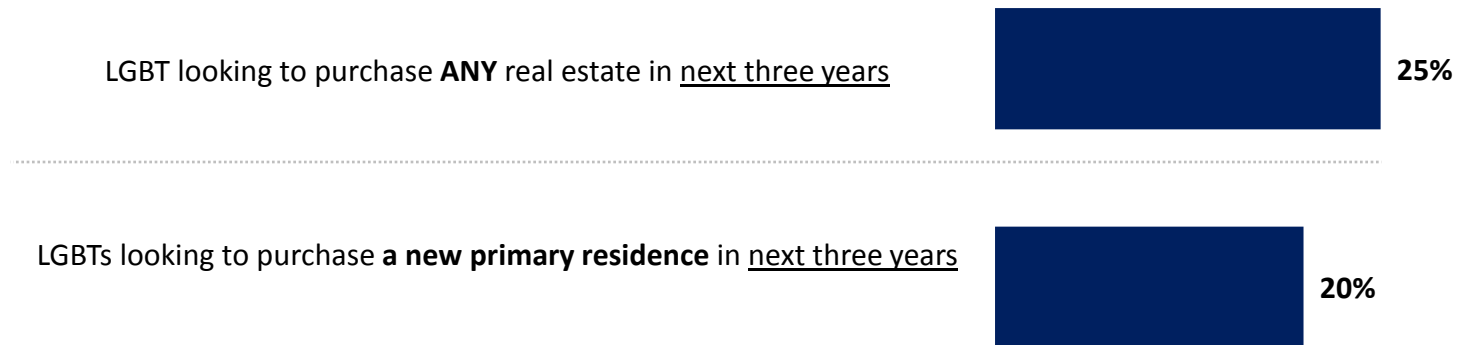 LGBT looking to purchase ANY real estate in next three years
25%
LGBTs looking to purchase a new primary residence in next three years
20%